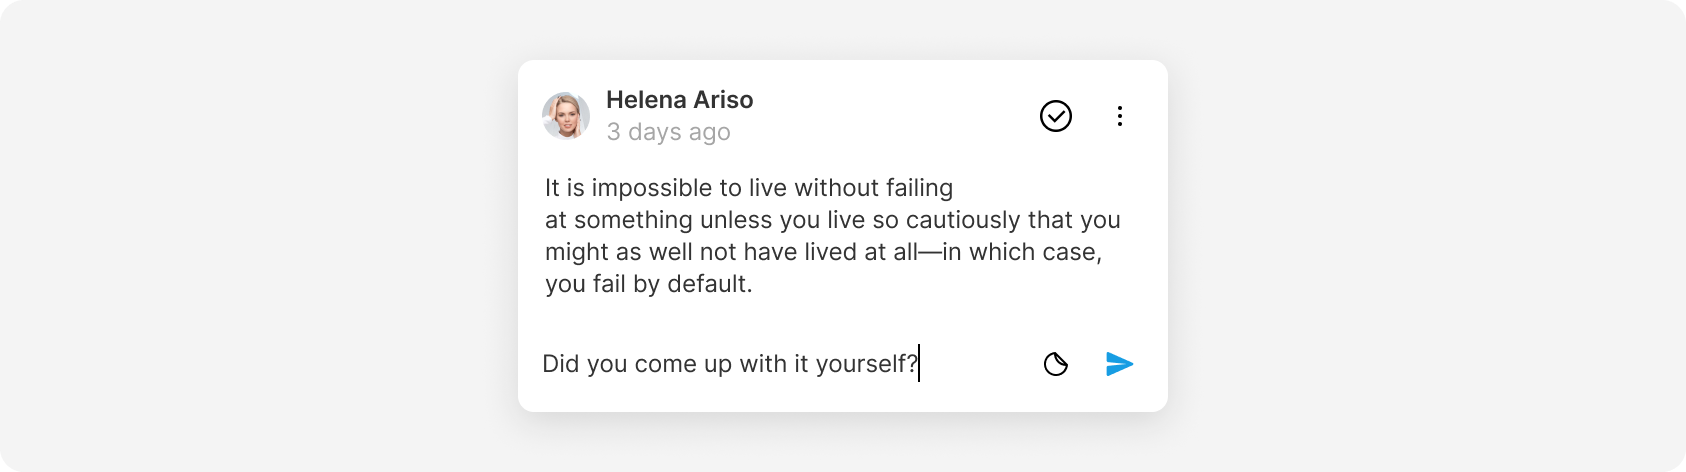 Helena Ariso
3 days ago
It is impossible to live without failing
at something unless you live so cautiously that you
might as well not have lived at all—in which case,
you fail by default.
Did you come up with it yourself?